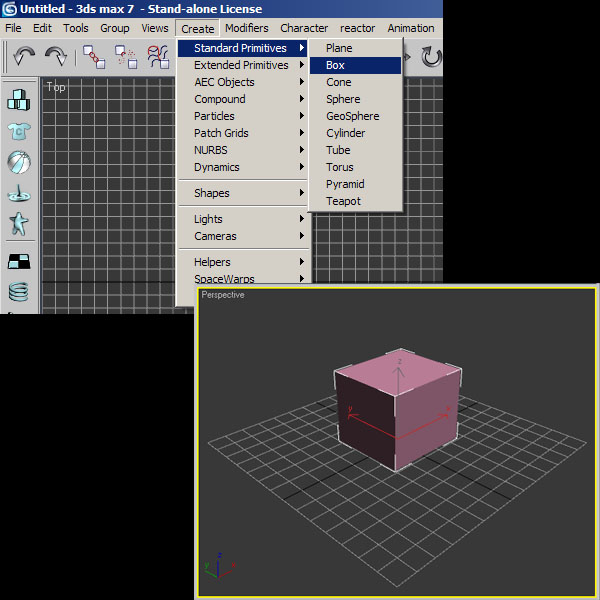 Untitled - 3ds max 7 - Stand-alone License
File Edit Tools Group Views Create Modifiers Character reactor Animation
Top
Standard Primitives
Extended Primitives
AEC Objects
Compound
Particles
Patch Grids
NURBS
Dynamics
Shapes
Lights
Cameras
Helpers
SpaceWarps
Plane
Box
Cone
Sphere
GeoSphere
Cylinder
Tube
Torus
Pyramid
Teapot
Perspective
z
y
x
z
y
x